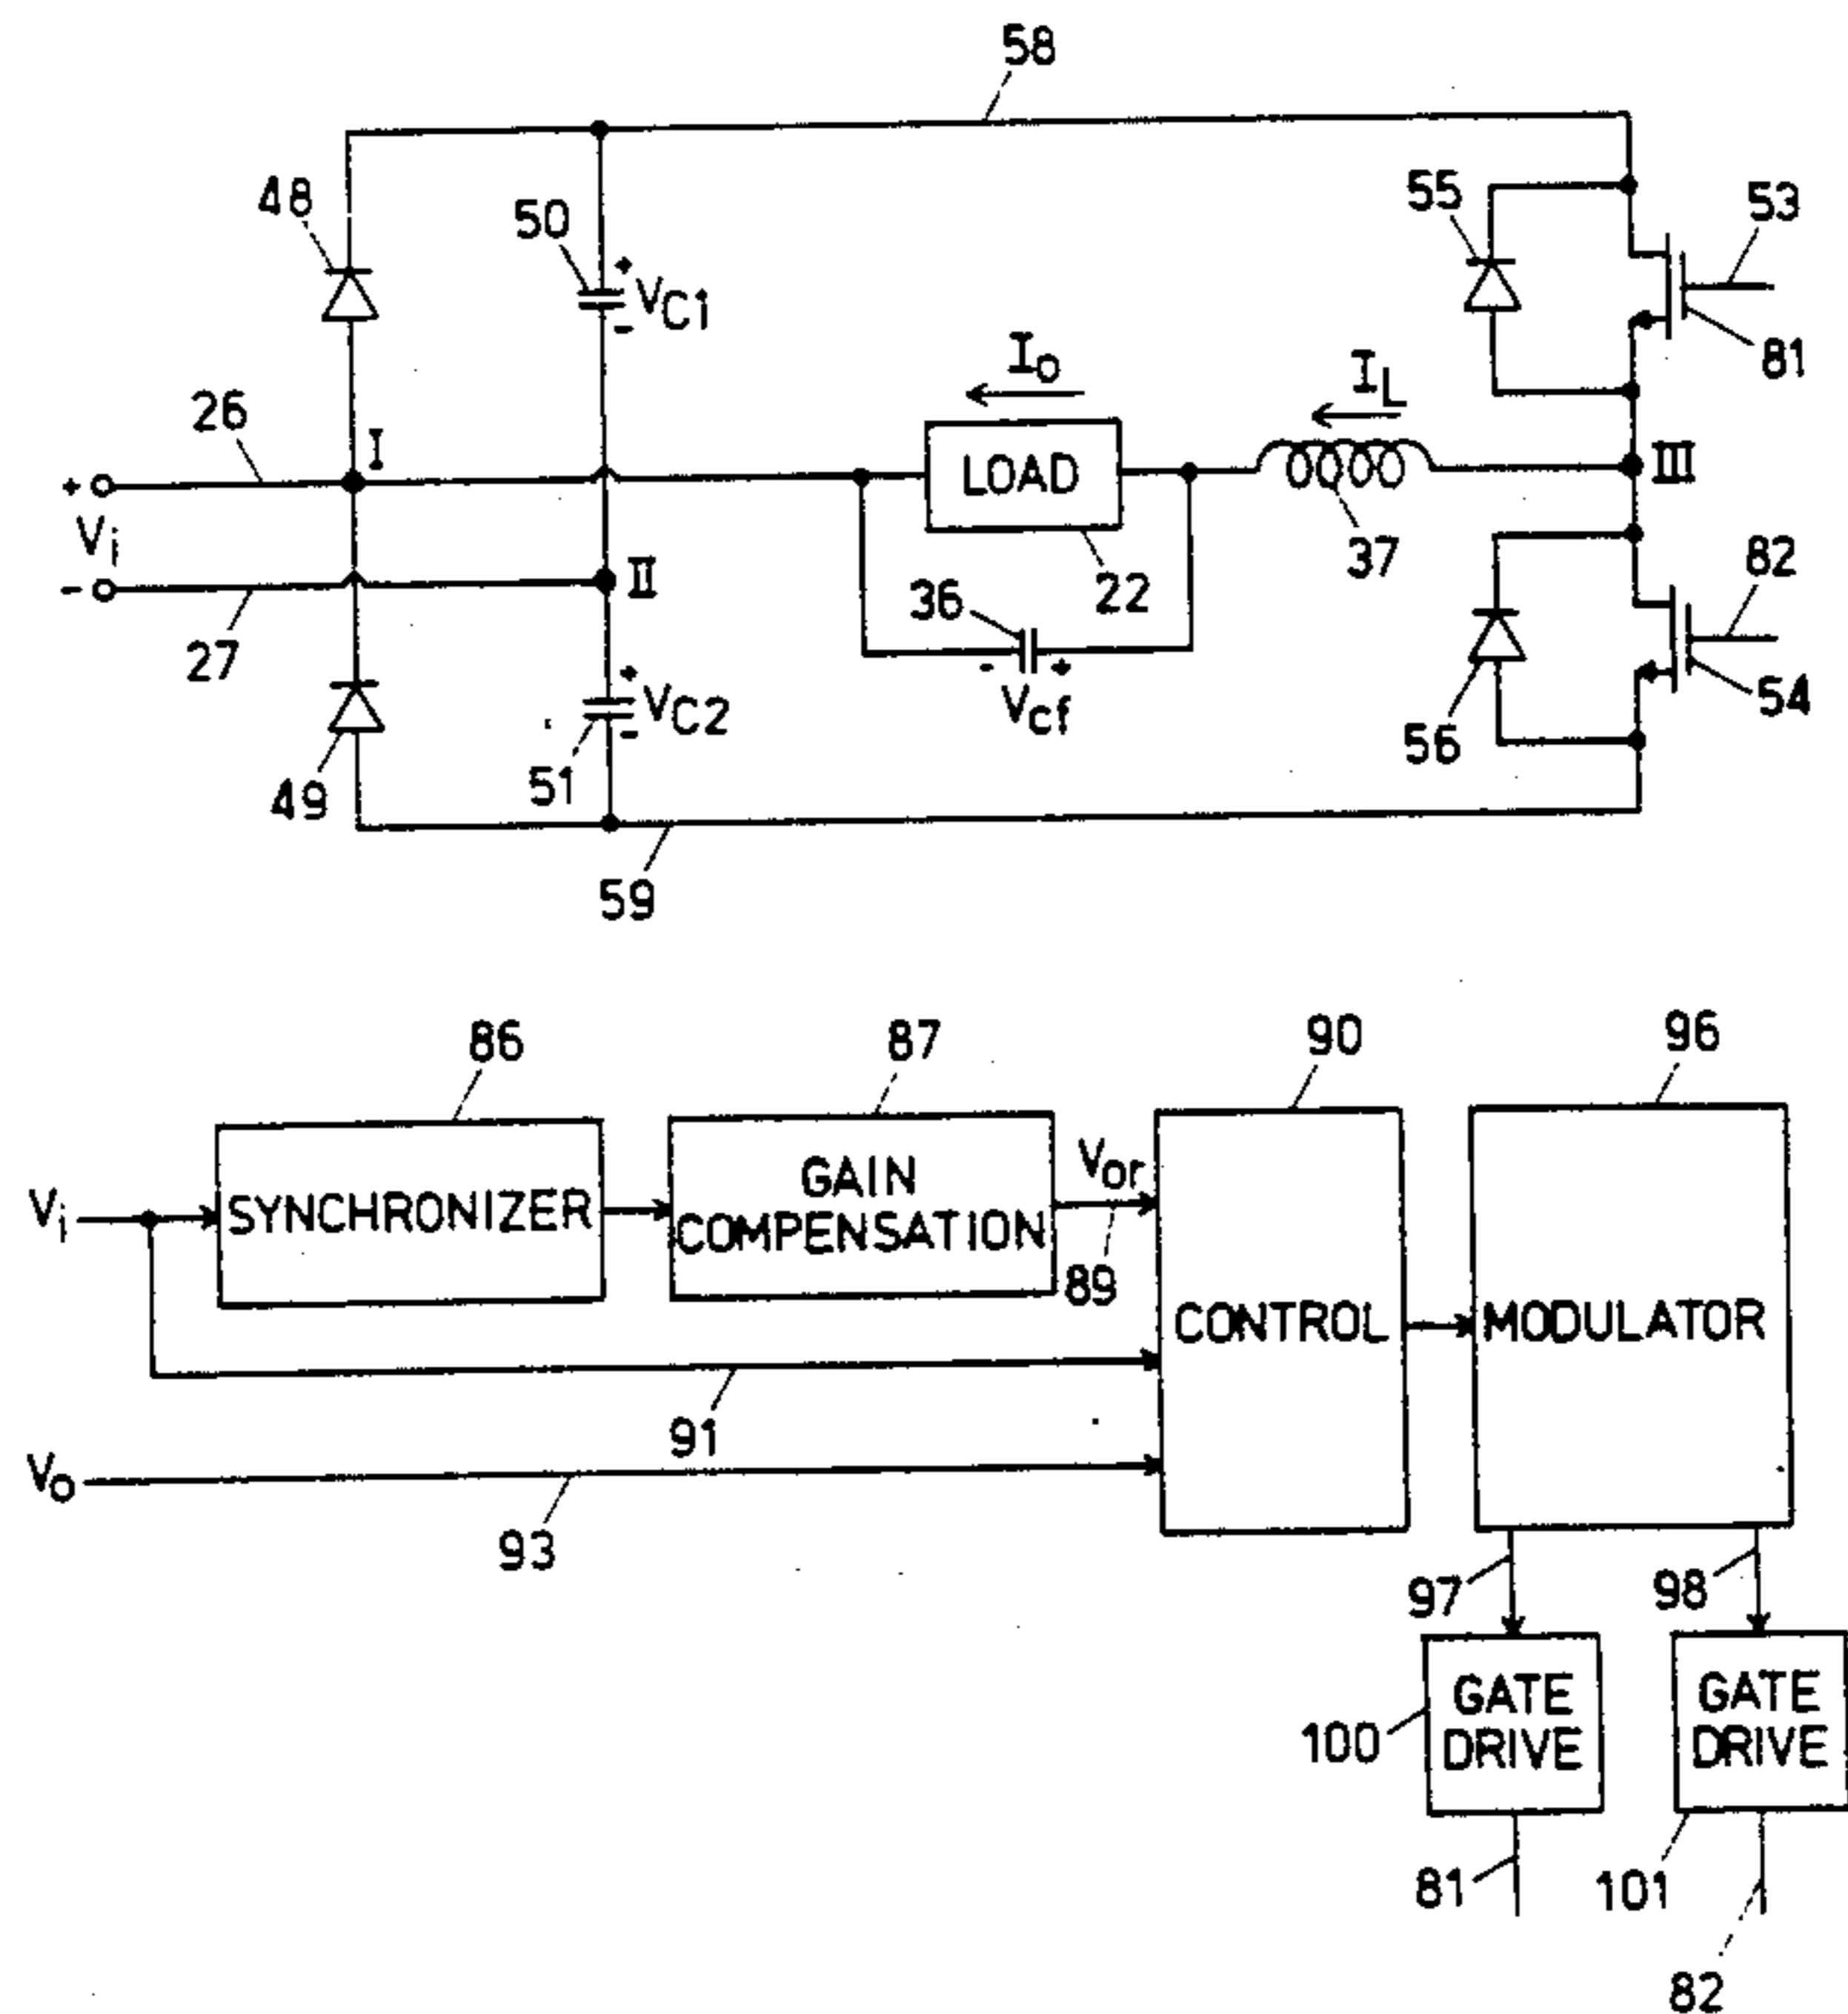 58
48
50
+
VC1
-
55
53
81
Io
IL
26
I
LOAD
III
+
Vi
-
II
37
82
27
36
22
+
VC2
-
-
+
Vcf
56
54
49
51
59
86
87
90
96
Vi
SYNCHRONIZER
GAIN
COMPENSATION
Vor
89
CONTROL
MODULATOR
91
Vo
93
97
98
GATE
DRIVE
GATE
DRIVE
100
81
101
82